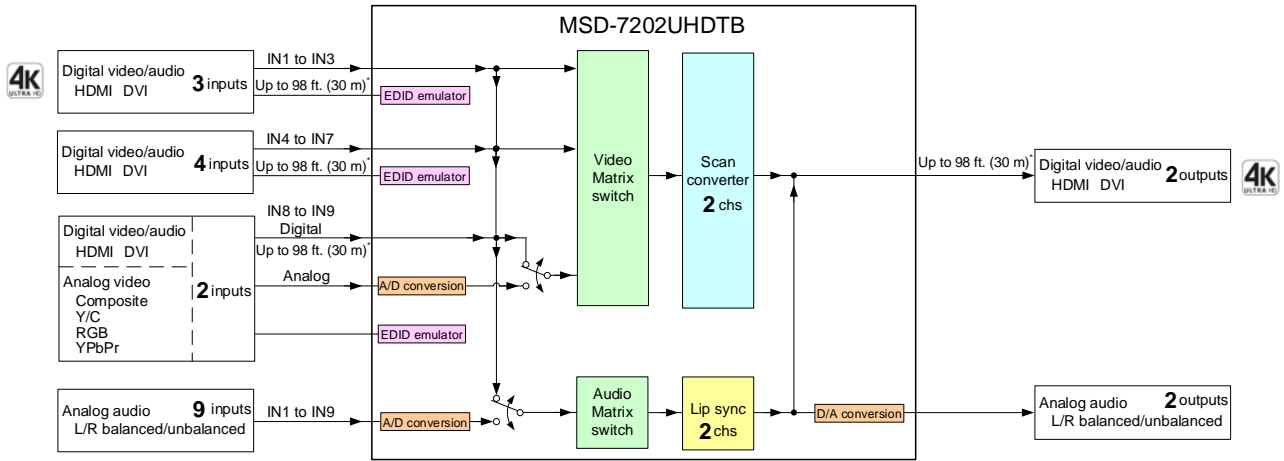 MSD-7202UHDTB
4K
ULTRA HD
Digital video/audio
HDMI DVI
3 inputs
IN1 to IN3
Up to 98 ft. (30 m)*
EDID emulator
Digital video/audio
HDMI DVI
4 inputs
IN4 to IN7
Up to 98 ft. (30 m)*
EDID emulator
Digital video/audio
HDMI DVI
Analog video
Composite
Y/C
RGB
YPbPr
2 inputs
IN8 to IN9
Digital
Up to 98 ft. (30 m)*
Analog
A/D conversion
EDID emulator
Analog audio 9 inputs
L/R balanced/unbalanced
IN1 to IN9
A/D conversion
Video
Matrix
switch
Scan
converter
2 chs
Audio
Matrix
switch
Lip sync
2 chs
D/A conversion
Up to 98 ft. (30 m)*
Digital video/audio
HDMI DVI
2 outputs
4K
ULTRA HD
Analog audio 2 outputs
L/R balanced/unbalanced